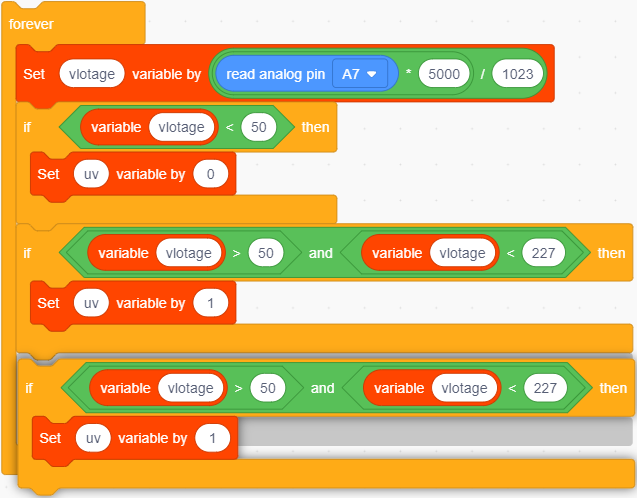 forever
Set vlotage variable by read analog pin A7 * 5000 / 1023
if variable vlotage < 50 then
Set uv variable by 0
if variable vlotage > 50 and variable vlotage < 227 then
Set uv variable by 1
if variable vlotage > 50 and variable vlotage < 227 then
Set uv variable by 1